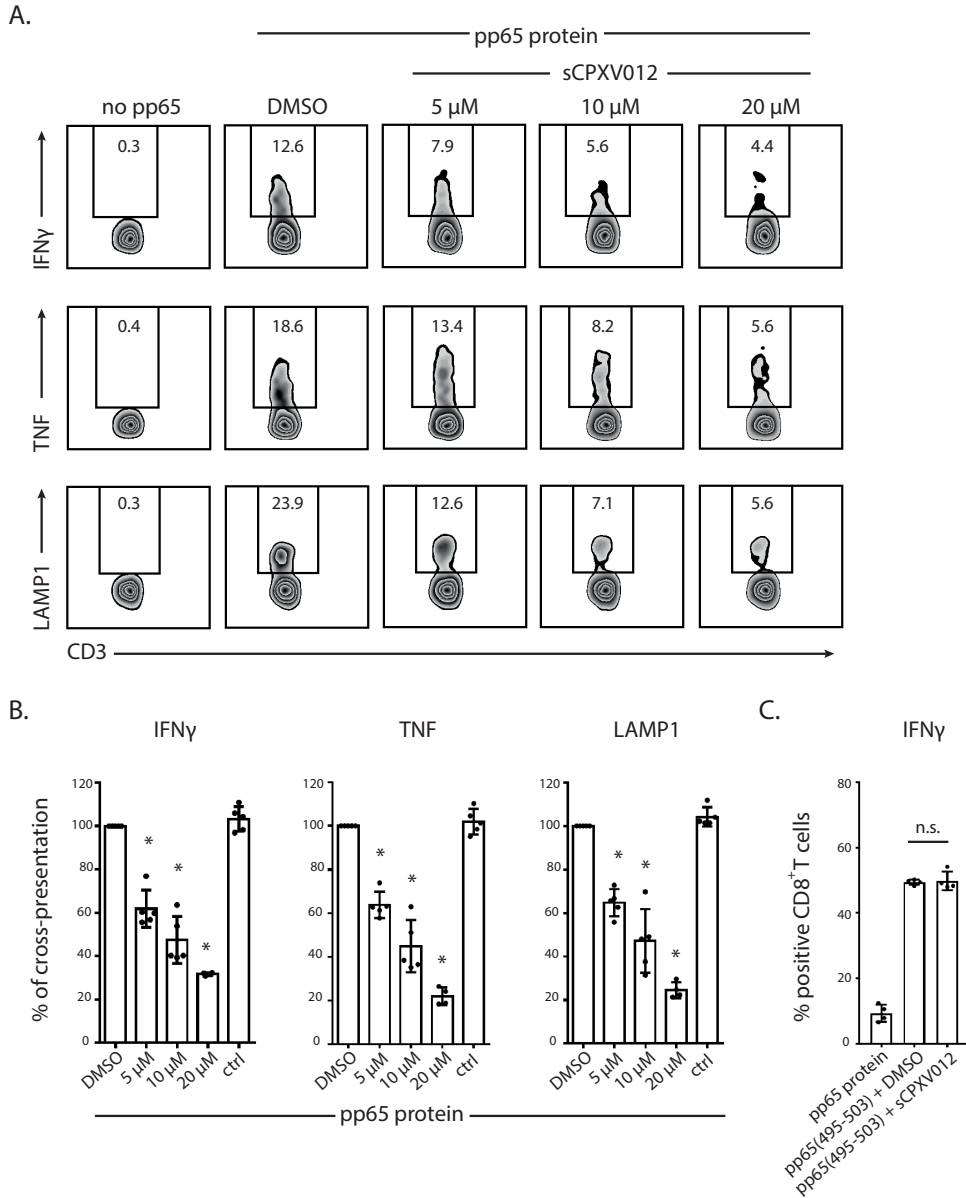 A.
pp65 protein
sCPXV012
no pp65 DMSO 5 µM 10 µM 20 µM
IFNγ
0.3 12.6 7.9 5.6 4.4
TNF
0.4 18.6 13.4 8.2 5.6
LAMP1
0.3 23.9 12.6 7.1 5.6
CD3
B.
IFNγ
% of cross-presentation
120
100
80
60
40
20
0
* * *
DMSO 5 µM 10 µM 20 µM ctrl
TNF
120
100
80
60
40
20
0
* * *
DMSO 5 µM 10 µM 20 µM ctrl
LAMP1
120
100
80
60
40
20
0
* * *
DMSO 5 µM 10 µM 20 µM ctrl
pp65 protein
C.
IFNγ
% positive CD8+T cells
80
60
40
20
0
n.s.
pp65 protein
pp65(495-503) + DMSO
pp65(495-503) + sCPXV012